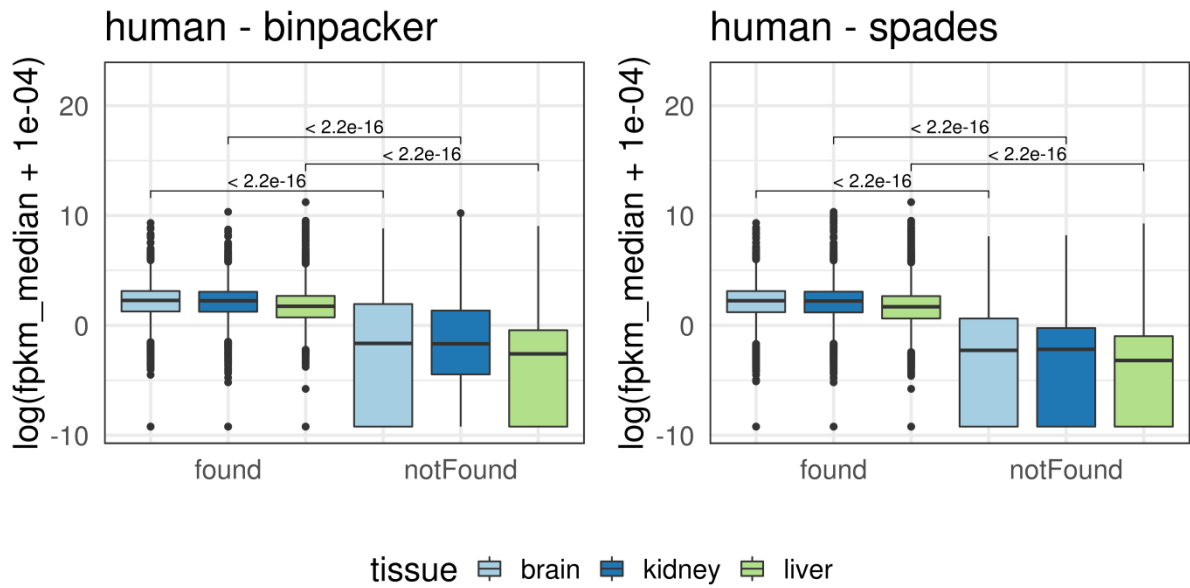 human - binpacker
log(fpkm_median + 1e-04)
20
10
0
-10
< 2.2e-16
< 2.2e-16
< 2.2e-16
found
notFound
human - spades
log(fpkm_median + 1e-04)
20
10
0
-10
< 2.2e-16
< 2.2e-16
< 2.2e-16
found
notFound
tissue brain kidney liver